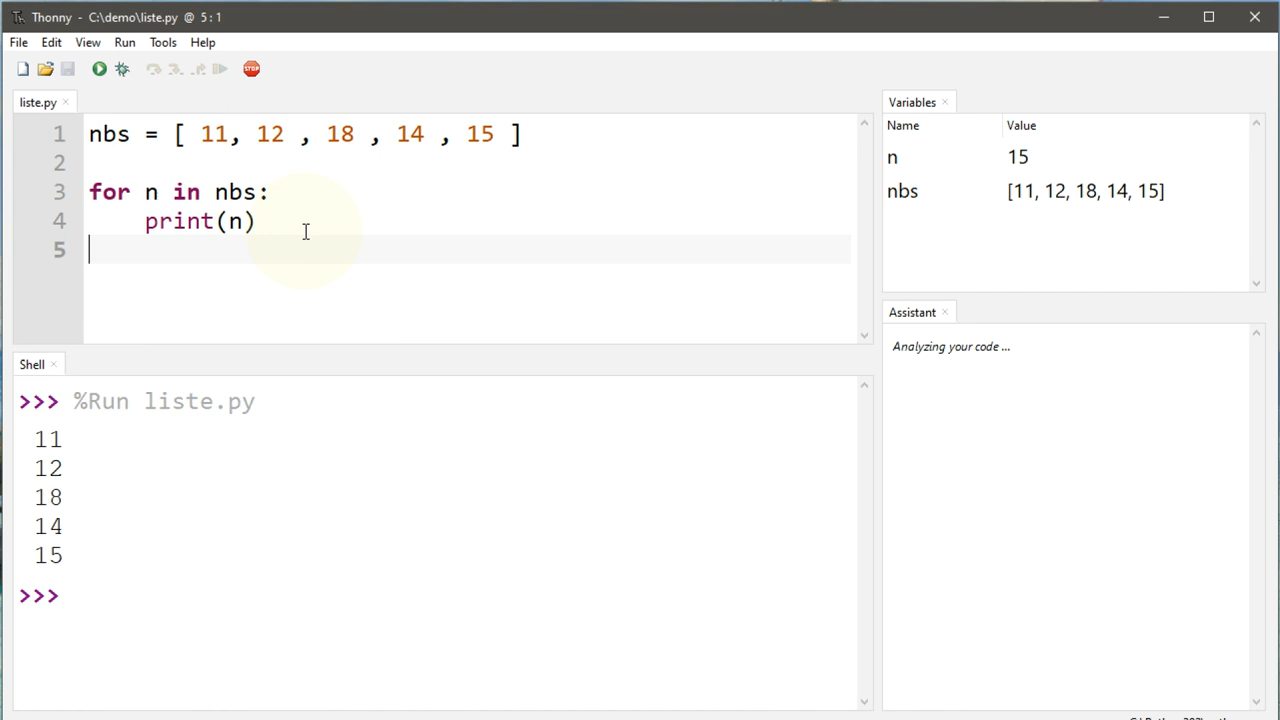 Thonny - C:\demo\liste.py @ 5 : 1
File Edit View Run Tools Help
STOP
liste.py
1 nbs = [ 11, 12 , 18 , 14 , 15 ]
2
3 for n in nbs:
4     print(n)
5
Shell
>>> %Run liste.py
11
12
18
14
15
>>>
Variables
Name Value
n 15
nbs [11, 12, 18, 14, 15]
Assistant
Analyzing your code ...